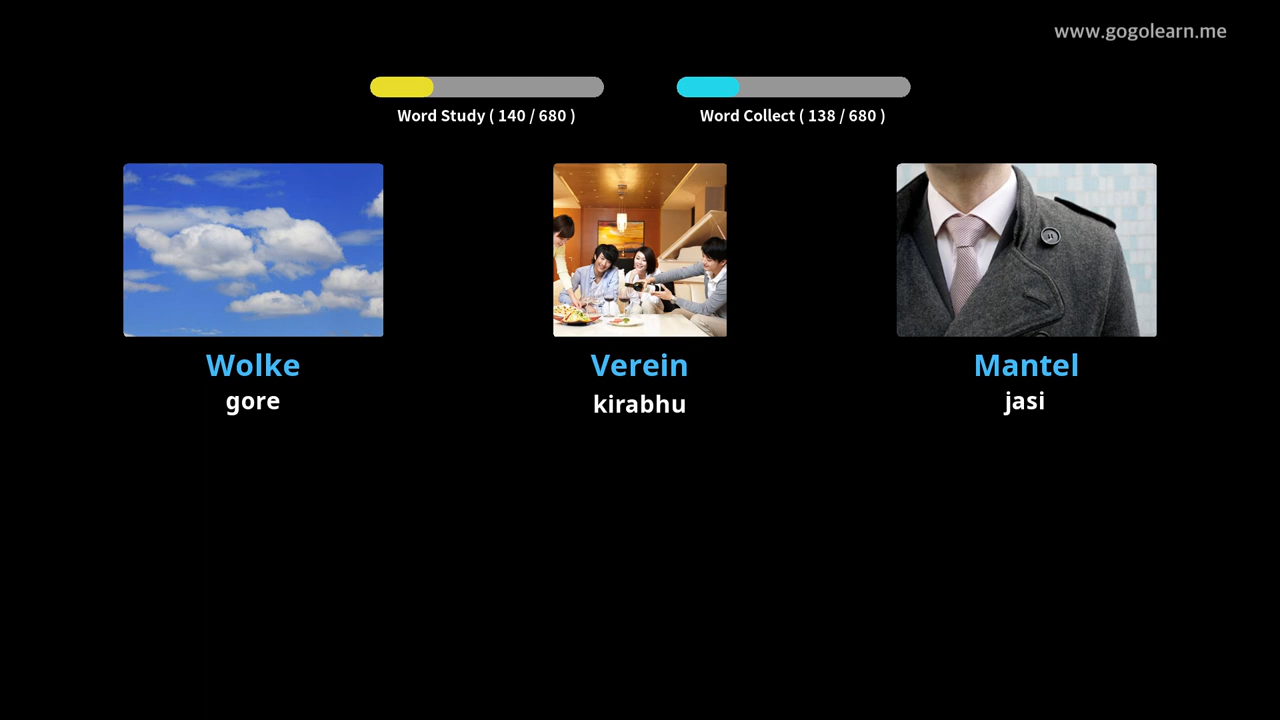 www.gogolearn.me
Word Study ( 140 / 680 )
Word Collect ( 138 / 680 )
Wolke
gore
Verein
kirabhu
Mantel
jasi